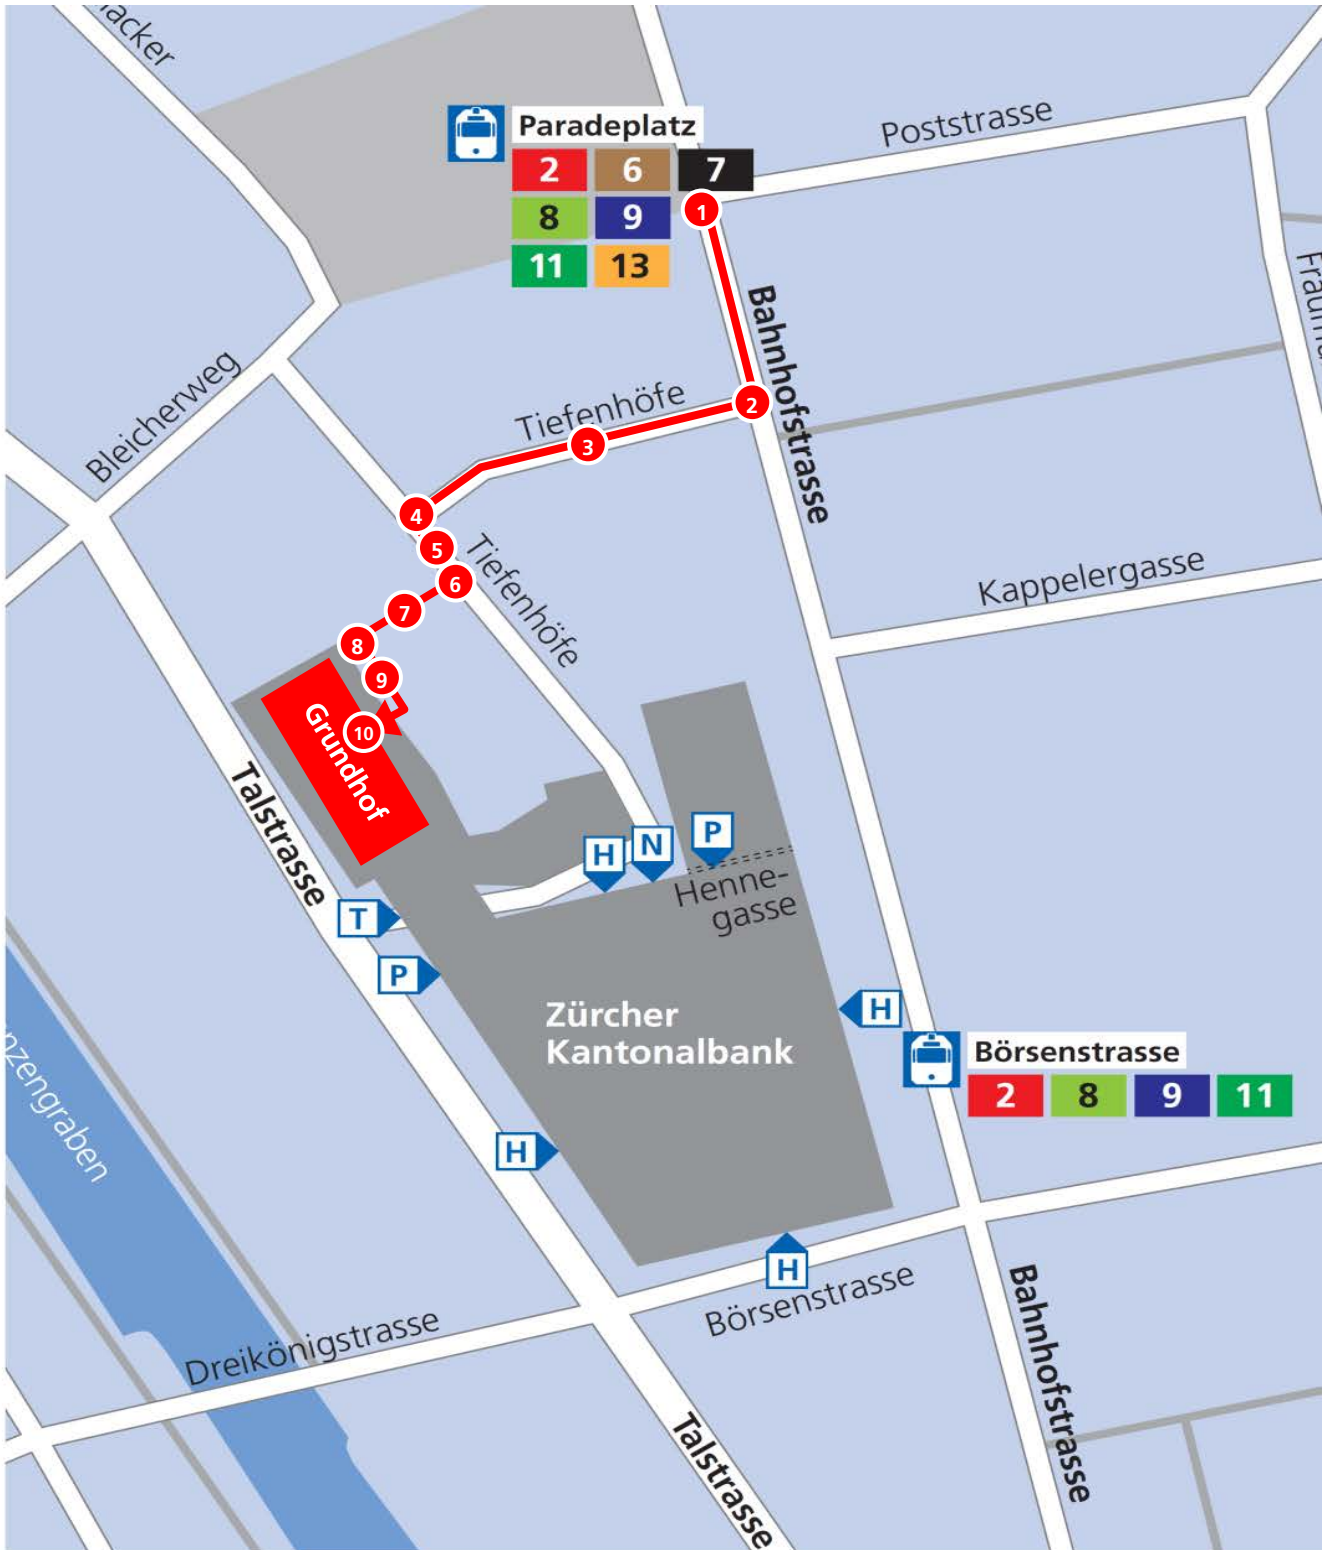 Paradeplatz
2 6 7
8 9
11 13
Poststrasse
1
Bahnhofstrasse
Bleicherweg
Tiefenhöfe
2
3
4
5
Tiefenhöfe
6
Kappelergasse
7
8
9
10
Grundhof
Talstrasse
P
H N
Henne-
gasse
T
P
H
Zürcher
Kantonalbank
Börsenstrasse
2 8 9 11
H
H
Börsenstrasse
Dreikönigstrasse
Bahnhofstrasse
Talstrasse